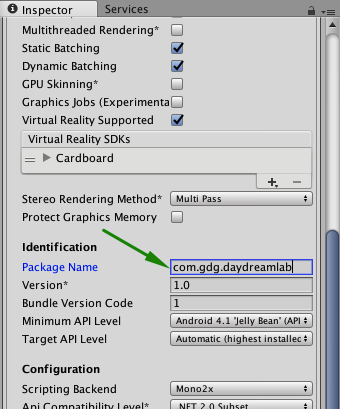 Inspector Services
Multithreaded Rendering*
Static Batching
Dynamic Batching
GPU Skinning*
Graphics Jobs (Experimenta
Virtual Reality Supported
Virtual Reality SDKs
Cardboard
+ −
Stereo Rendering Method* Multi Pass
Protect Graphics Memory
Identification
Package Name com.gdg.daydreamlab
Version* 1.0
Bundle Version Code 1
Minimum API Level Android 4.1 'Jelly Bean' (API
Target API Level Automatic (highest installed
Configuration
Scripting Backend Mono2x
Api Compatibility Level* .NET 2.0 Subset